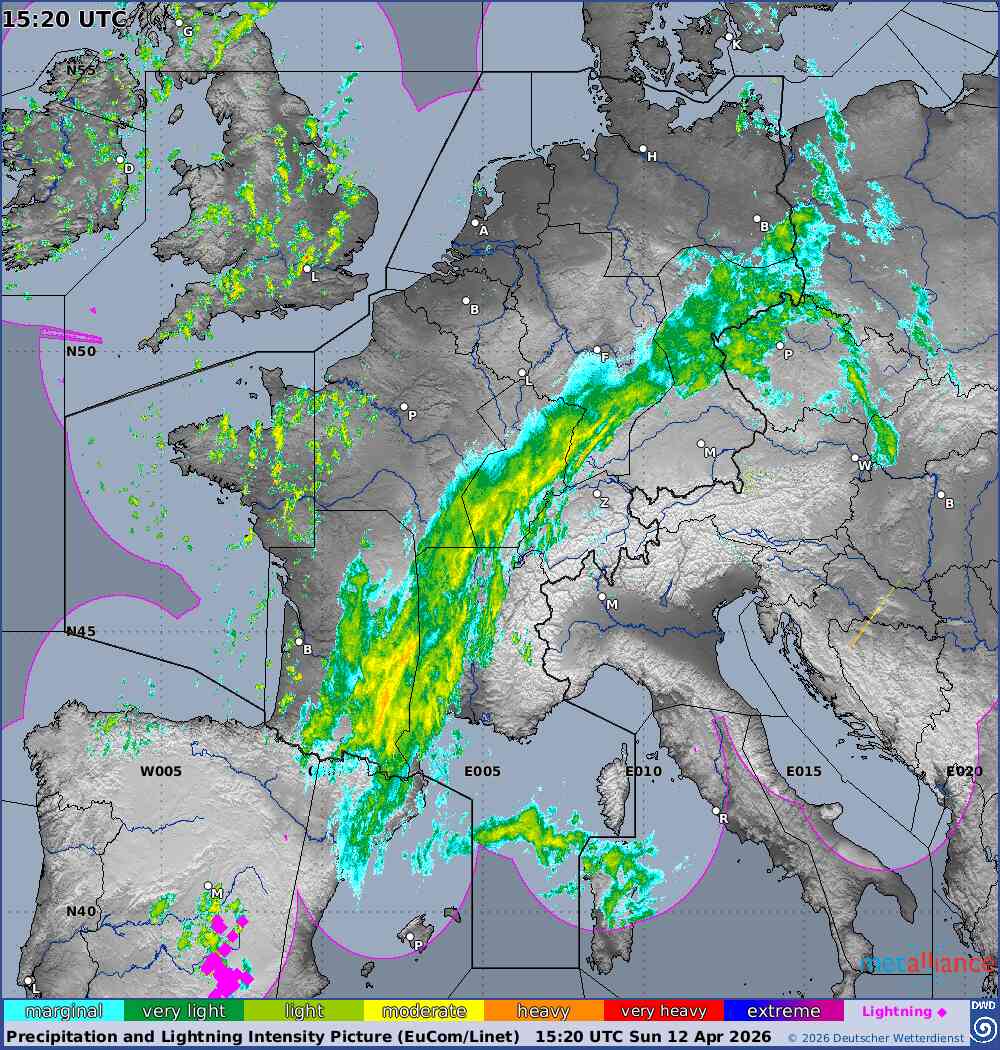 15:20 UTC
G
K
N55
D
H
A
B
L
B
N50
F
P
P
L
M
W
Z
B
M
N45
B
W005
E005
E010
E015
E020
R
M
N40
P
L
metalliance
marginal very light light moderate heavy very heavy extreme Lightning ◆
DWD
Precipitation and Lightning Intensity Picture (EuCom/Linet) 15:20 UTC Sun 12 Apr 2026 © 2026 Deutscher Wetterdienst